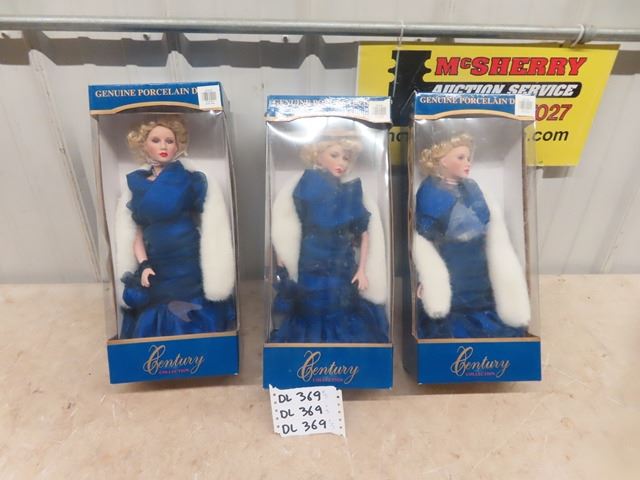 McSHERRY
AUCTION SERVICE
7027
.com
GENUINE PORCELAIN D
GENUINE PORCELAIN
GENUINE PORCELAIN D
Century
COLLECTION
Century
COLLECTION
Century
COLLECTION
DL 369
DL 369
DL 369